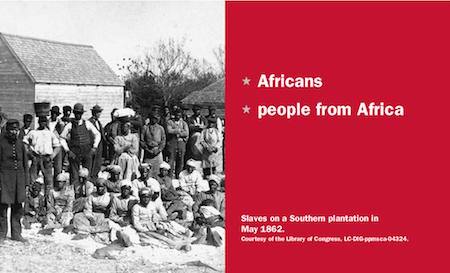 ★ Africans
★ people from Africa
Slaves on a Southern plantation in
May 1862.
Courtesy of the Library of Congress, LC-DIG-ppmsca-04324.